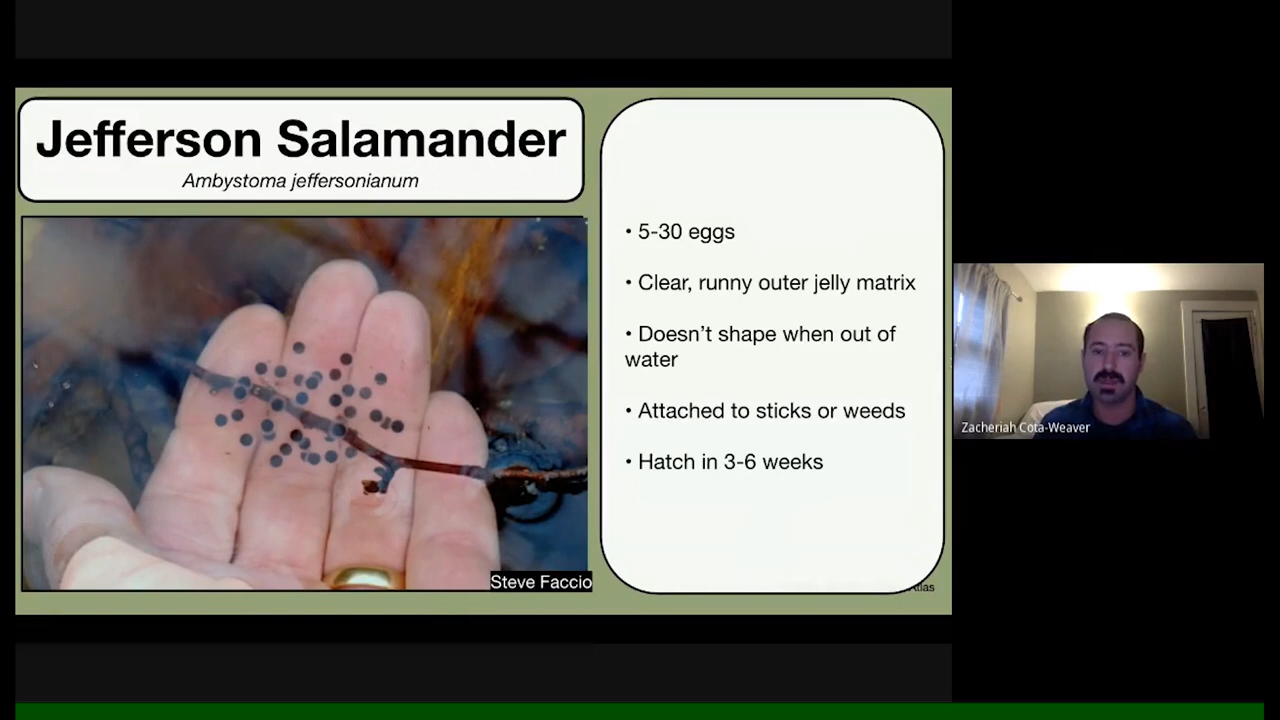 Jefferson Salamander
Ambystoma jeffersonianum
• 5-30 eggs
• Clear, runny outer jelly matrix
• Doesn’t shape when out of
water
• Attached to sticks or weeds
• Hatch in 3-6 weeks
Steve Faccio
Atlas
Zacheriah Cota-Weaver